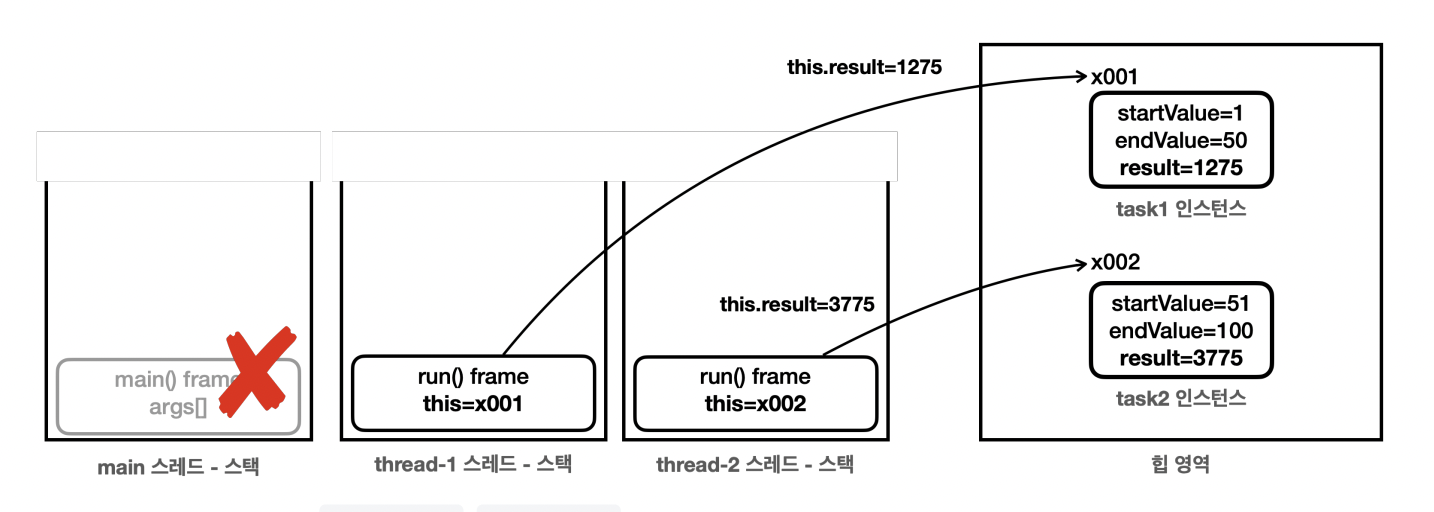 this.result=1275
x001
startValue=1
endValue=50
result=1275
task1 인스턴스
x002
this.result=3775
startValue=51
endValue=100
result=3775
task2 인스턴스
main() frame
args[]
run() frame
this=x001
run() frame
this=x002
main 스레드 - 스택
thread-1 스레드 - 스택
thread-2 스레드 - 스택
힙 영역